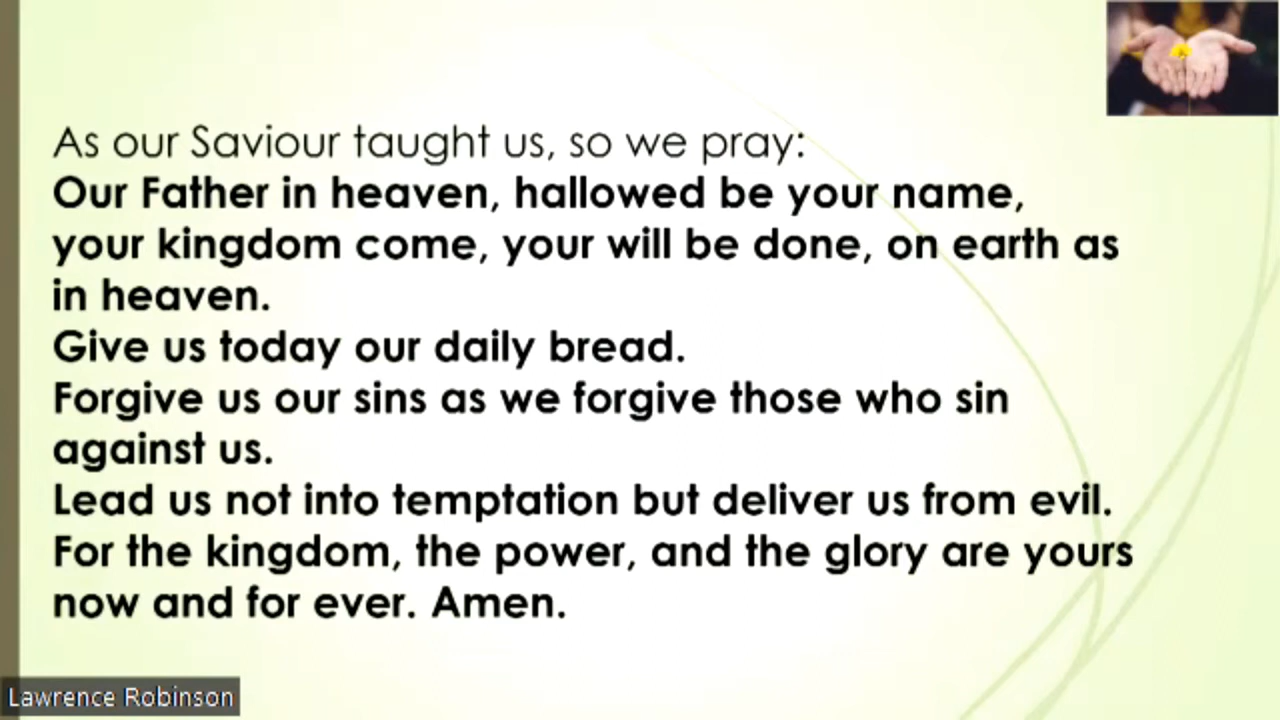 As our Saviour taught us, so we pray:
Our Father in heaven, hallowed be your name,
your kingdom come, your will be done, on earth as
in heaven.
Give us today our daily bread.
Forgive us our sins as we forgive those who sin
against us.
Lead us not into temptation but deliver us from evil.
For the kingdom, the power, and the glory are yours
now and for ever. Amen.
Lawrence Robinson